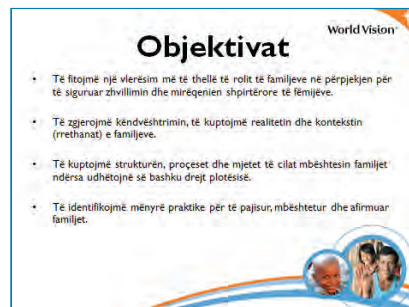 World Vision
Objektivat
• Të fitojmë një vlerësim më të thellë të rolit të familjeve në përpjekjen për
të siguruar zhvillimin dhe mirëqenien shpirtërore të fëmijëve.
• Të zgjerojmë këndvështrimin, të kuptojmë realitetin dhe kontekstin
(rrethanat) e familjeve.
• Të kuptojmë strukturën, proçeset dhe mjetet të cilat mbështesin familjet
ndërsa udhëtojnë së bashku drejt plotësisë.
• Të identifikojmë mënyrë praktike për të pajisur, mbështetur dhe afirmuar
familjet.